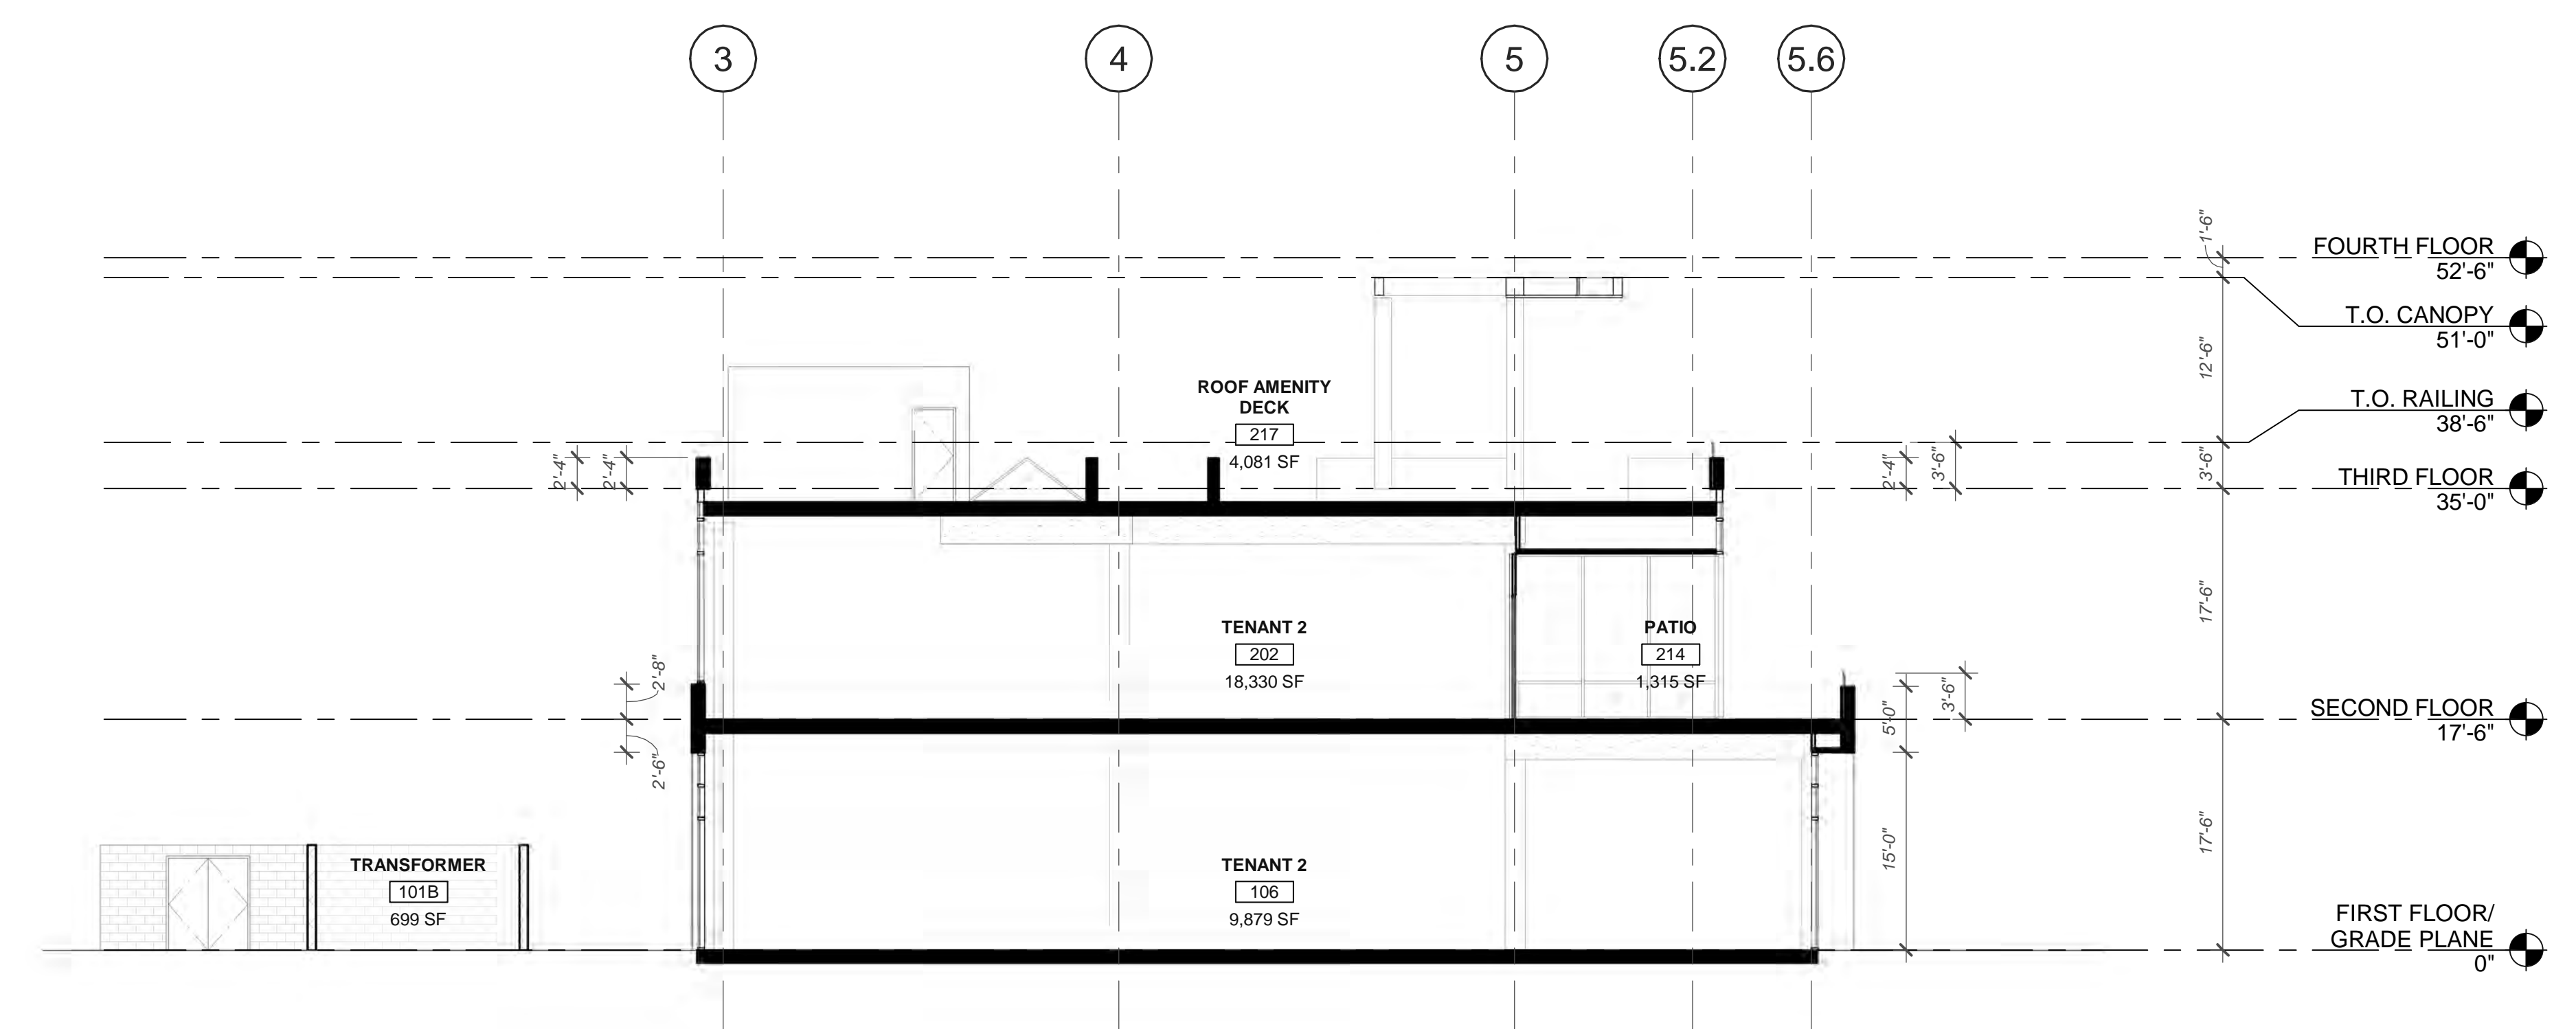 3
4
5
5.2
5.6
1'-6"
FOURTH FLOOR
52'-6"
T.O. CANOPY
51'-0"
12'-6"
ROOF AMENITY
DECK
217
4,081 SF
T.O. RAILING
38'-6"
2'-4"
2'-4"
2'-4"
3'-6"
3'-6"
THIRD FLOOR
35'-0"
17'-6"
TENANT 2
202
18,330 SF
PATIO
214
1,315 SF
2'-8"
2'-6"
5'-0"
3'-6"
SECOND FLOOR
17'-6"
15'-0"
17'-6"
TRANSFORMER
101B
699 SF
TENANT 2
106
9,879 SF
FIRST FLOOR/
GRADE PLANE
0"